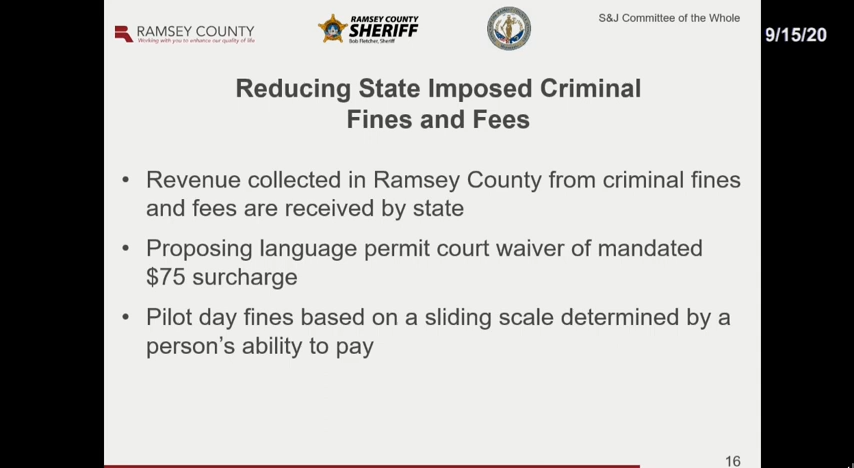 RAMSEY COUNTY
Working with you to enhance our quality of life
RAMSEY COUNTY
SHERIFF
Bob Fletcher, Sheriff
S&J Committee of the Whole
9/15/20
Reducing State Imposed Criminal
Fines and Fees
• Revenue collected in Ramsey County from criminal fines
and fees are received by state
• Proposing language permit court waiver of mandated
$75 surcharge
• Pilot day fines based on a sliding scale determined by a
person's ability to pay
16